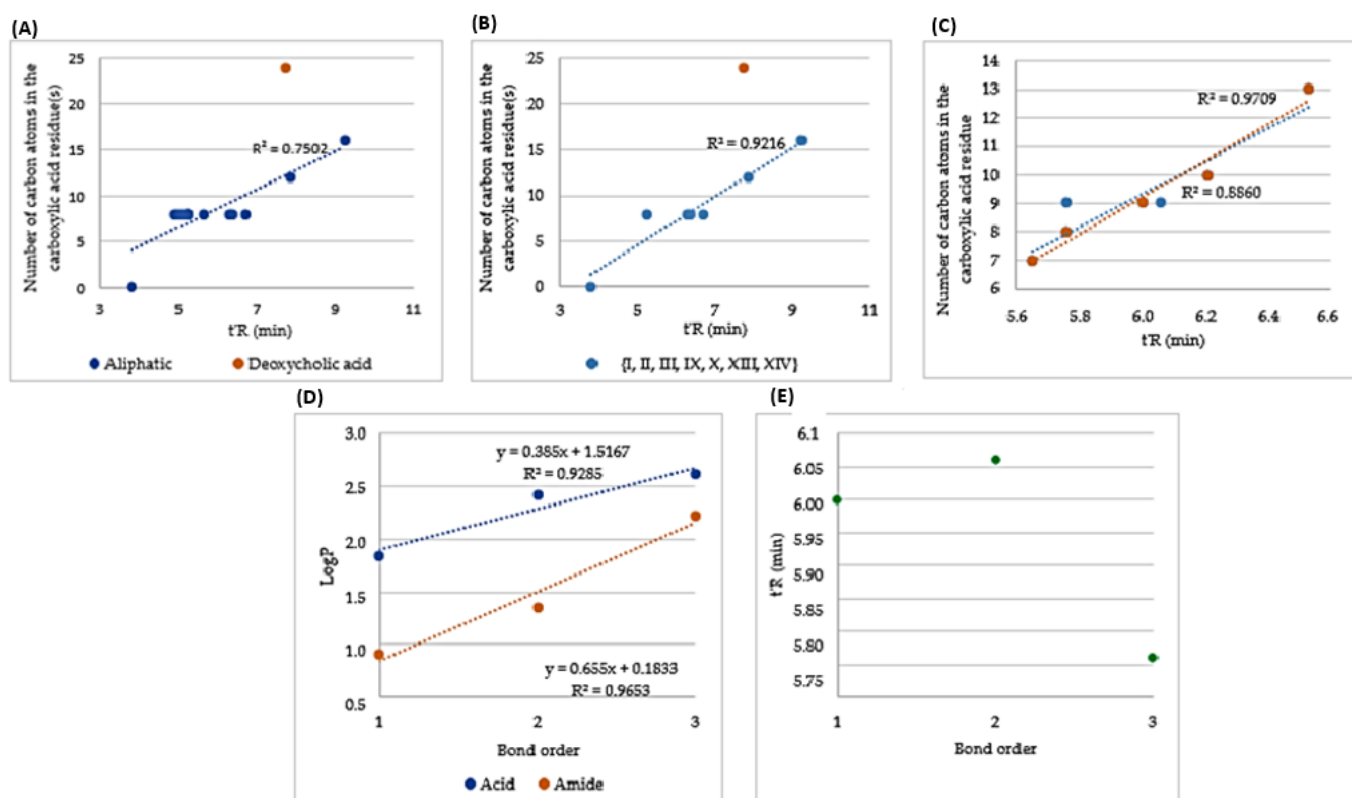 (A)
Number of carbon atoms in the
carboxylic acid residue(s)
25
20
15
10
5
0
R² = 0.7502
3 5 7 9 11
t'R (min)
Aliphatic Deoxycholic acid
(B)
Number of carbon atoms in the
carboxylic acid residue(s)
25
20
15
10
5
0
R² = 0.9216
3 5 7 9 11
t'R (min)
{I, II, III, IX, X, XIII, XIV}
(C)
Number of carbon atoms in the
carboxylic acid residue
14
13
12
11
10
9
8
7
6
R² = 0.9709
R² = 0.8860
5.6 5.8 6.0 6.2 6.4 6.6
t'R (min)
(D)
LogP
3.0
2.5
2.0
1.5
1.0
0.5
y = 0.385x + 1.5167
R² = 0.9285
y = 0.655x + 0.1833
R² = 0.9653
1 2 3
Bond order
Acid Amide
(E)
t'R (min)
6.1
6.05
6.00
5.95
5.90
5.85
5.80
5.75
1 2 3
Bond order